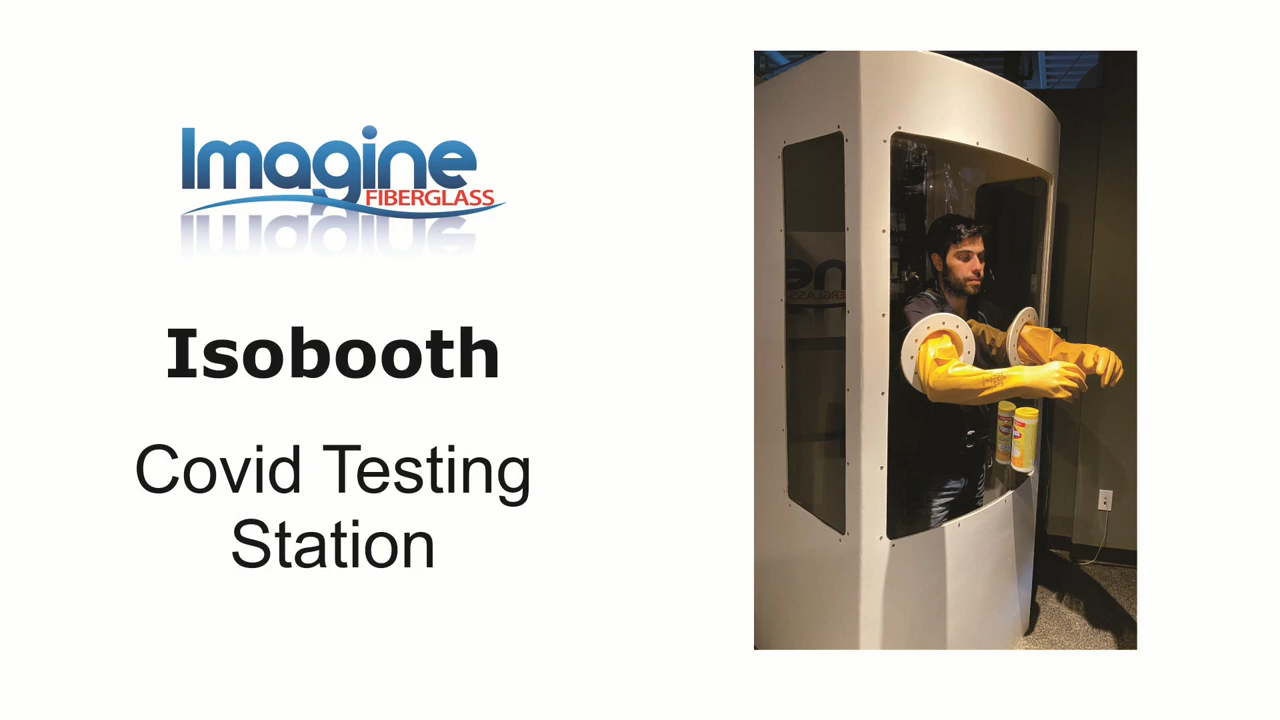 Imagine
FIBERGLASS
Isobooth
Covid Testing
Station